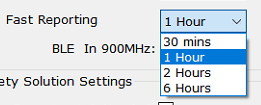 Fast Reporting 1 Hour
30 mins
BLE In 900MHz: 1 Hour
2 Hours
ety Solution Settings
6 Hours